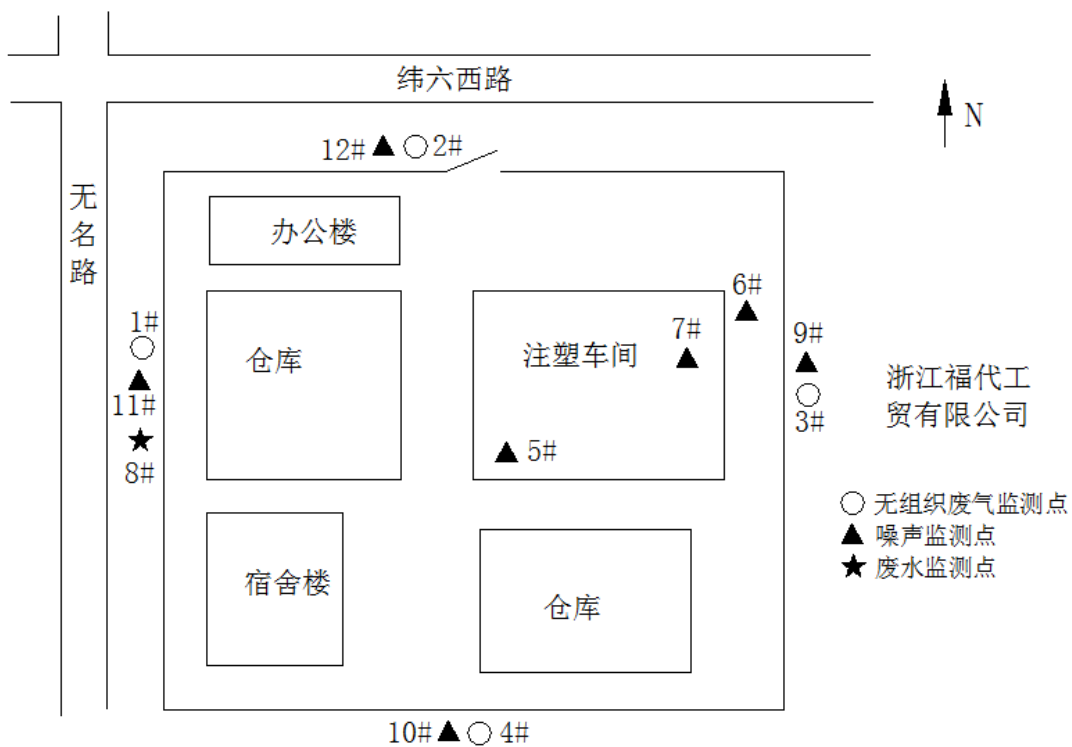 纬六西路
N
12# 2#
无名路
办公楼
6#
1#
7#
9#
仓库
注塑车间
浙江福代工
贸有限公司
11#
3#
5#
8#
无组织废气监测点
噪声监测点
废水监测点
宿舍楼
仓库
10# 4#